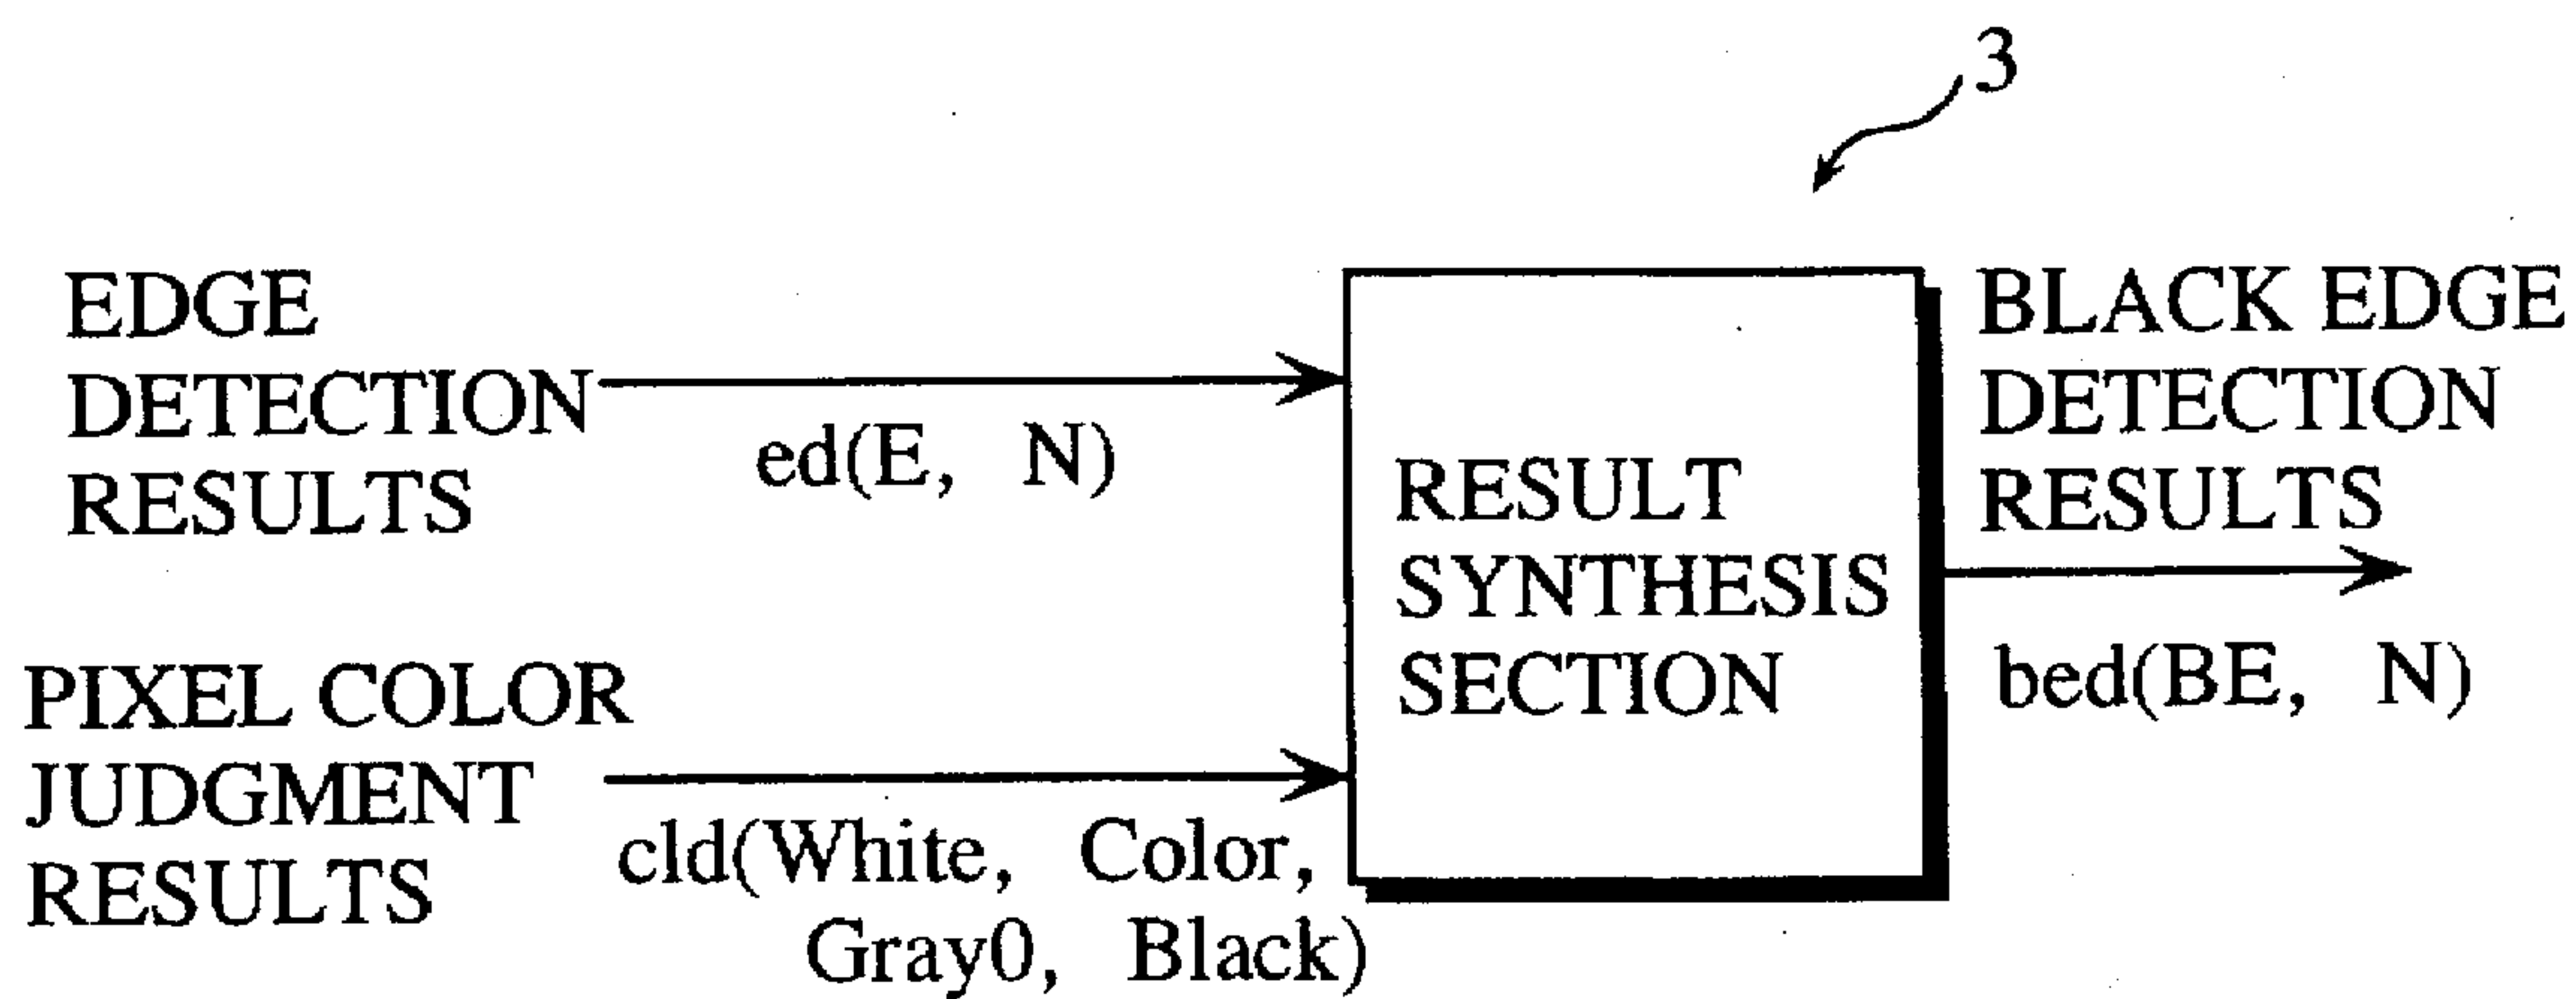 3
EDGE
DETECTION
RESULTS
ed(E, N)
PIXEL COLOR
JUDGMENT
RESULTS
cld(White, Color,
Gray0, Black)
RESULT
SYNTHESIS
SECTION
BLACK EDGE
DETECTION
RESULTS
bed(BE, N)